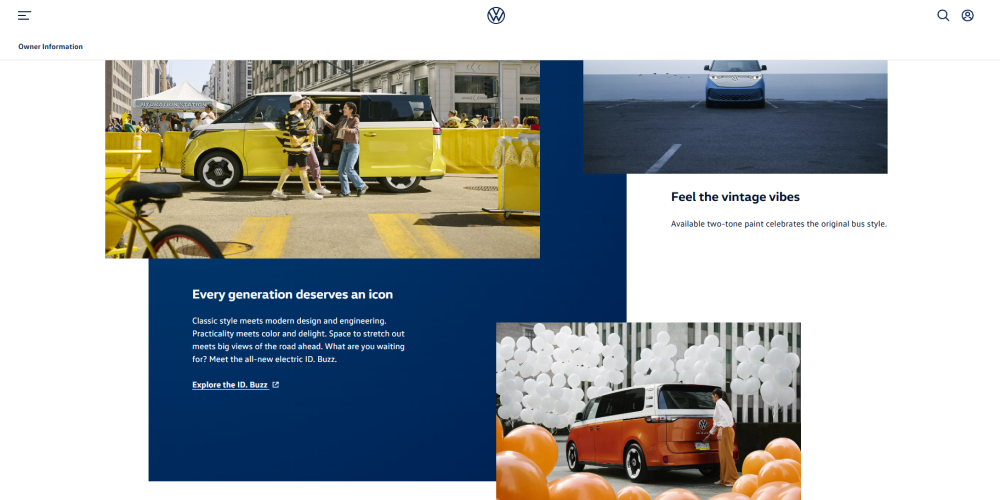 Owner Information
HYDRATION STATION
Feel the vintage vibes
Available two-tone paint celebrates the original bus style.
Every generation deserves an icon
Classic style meets modern design and engineering.
Practicality meets color and delight. Space to stretch out
meets big views of the road ahead. What are you waiting
for? Meet the all-new electric ID. Buzz.
Explore the ID. Buzz